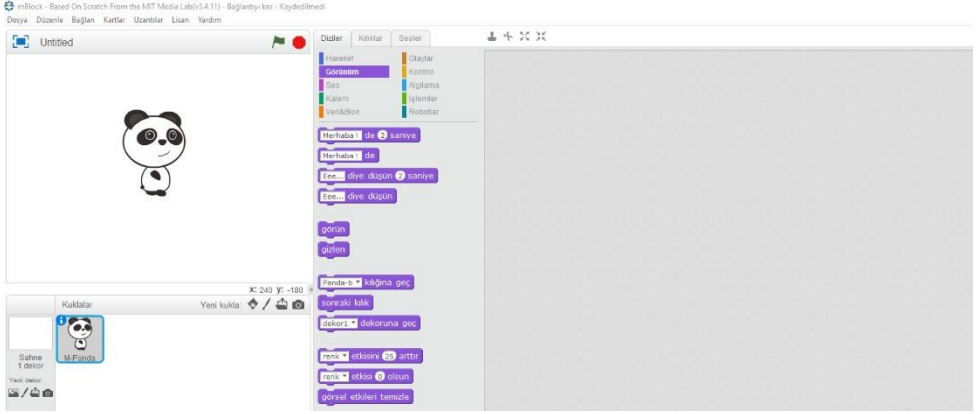 mBlock - Based On Scratch From the MIT Media Lab(v3.4.11) - Bağlantıyı kes - Kaydedilmedi
Dosya Düzenle Bağlan Kartlar Uzantılar Lisan Yardım
Untitled
Diziler Kılıklar Sesler
Hareket Olaylar
Görünüm Kontrol
Ses Algılama
Kalem İşlemler
Veri&Blok Robotlar
Merhaba! de 2 saniye
Merhaba! de
Eee... diye düşün 2 saniye
Eee... diye düşün
görün
gizlen
Panda-b kılığına geç
sonraki kılık
dekor1 dekoruna geç
renk etkisini 25 arttır
renk etkisi 0 olsun
görsel etkileri temizle
X: 240 Y: -180
Kuklalar Yeni kukla:
M-Panda
Sahne
1 dekor
Yeni dekor: